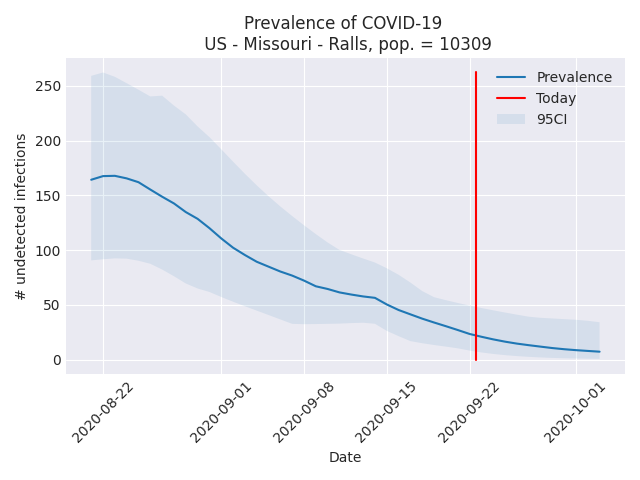 Prevalence of COVID-19
US - Missouri - Ralls, pop. = 10309
Prevalence
Today
95CI
# undetected infections
250
200
150
100
50
0
2020-08-22
2020-09-01
2020-09-08
2020-09-15
2020-09-22
2020-10-01
Date